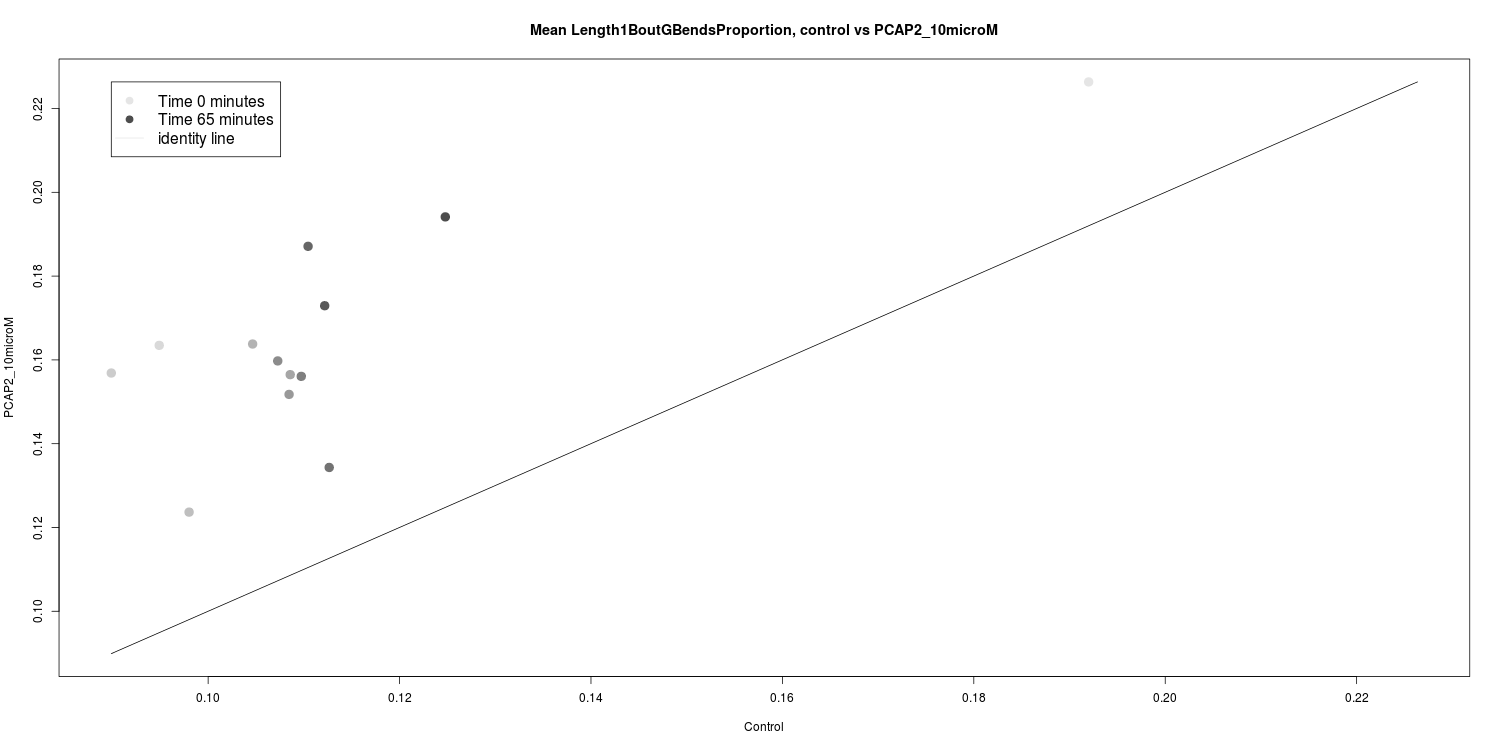 Mean Length1BoutGBendsProportion, control vs PCAP2_10microM
Time 0 minutes
Time 65 minutes
identity line
PCAP2_10microM
0.22
0.20
0.18
0.16
0.14
0.12
0.10
0.10 0.12 0.14 0.16 0.18 0.20 0.22
Control